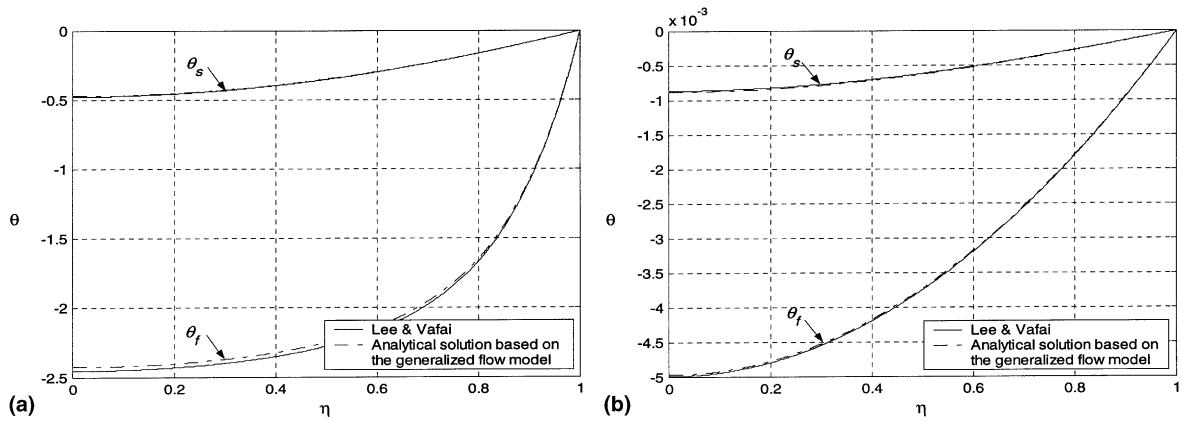 0
-0.5
-1
-1.5
-2
-2.5
θ
θs
θf
Lee & Vafai
Analytical solution based on
the generalized flow model
0 0.2 0.4 0.6 0.8 1
η
(a)
x 10-3
0
-0.5
-1
-1.5
-2
-2.5
-3
-3.5
-4
-4.5
-5
θ
θs
θf
Lee & Vafai
Analytical solution based on
the generalized flow model
0 0.2 0.4 0.6 0.8 1
η
(b)